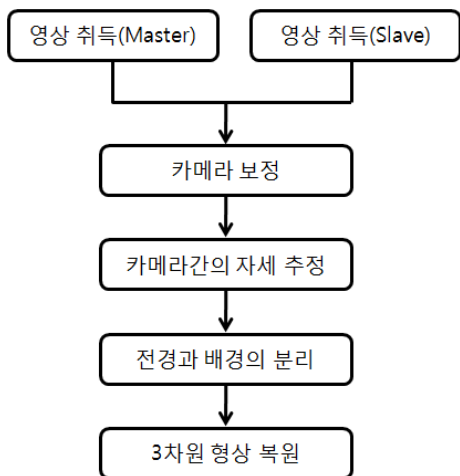 영상 취득(Master)
영상 취득(Slave)
카메라 보정
카메라간의 자세 추정
전경과 배경의 분리
3차원 형상 복원